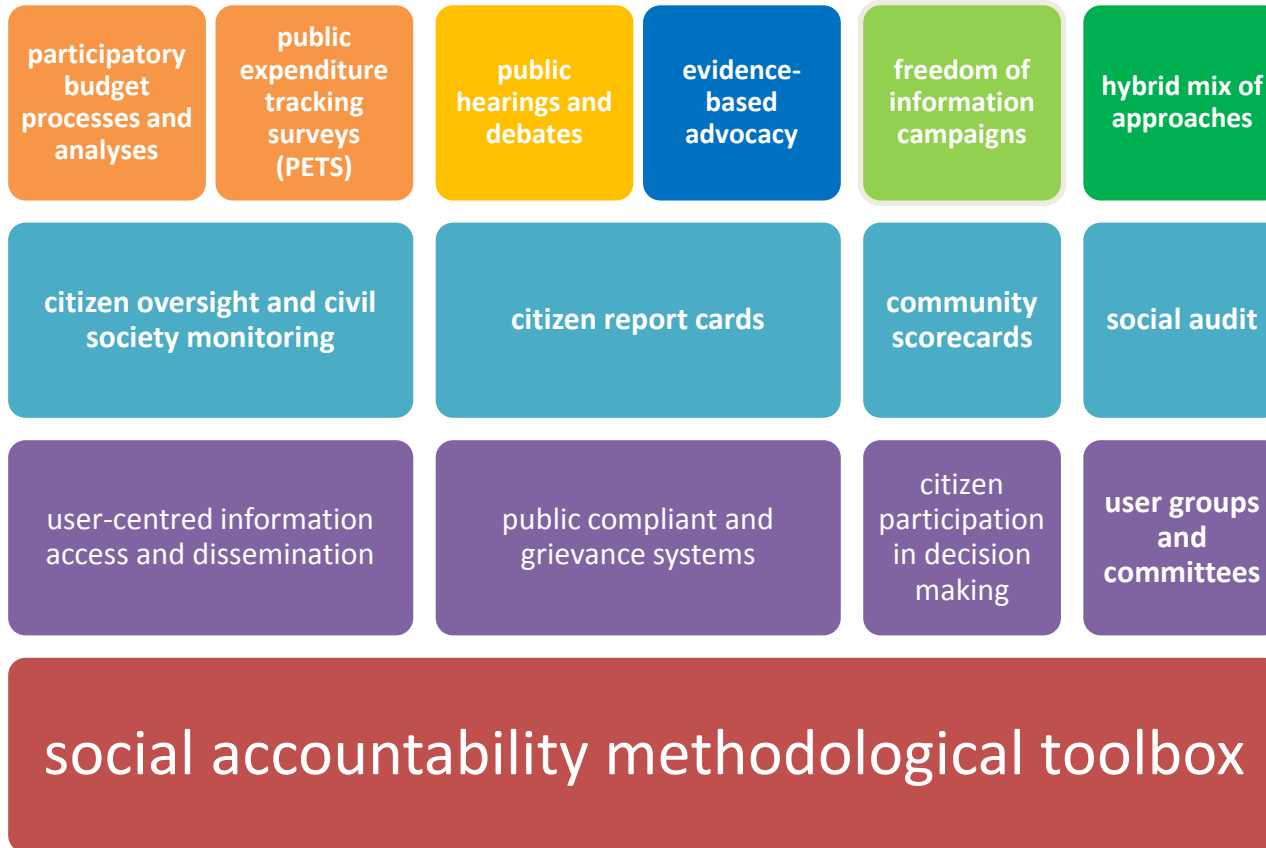 participatory
budget
processes and
analyses
public
expenditure
tracking
surveys
(PETS)
public
hearings and
debates
evidence-
based
advocacy
freedom of
information
campaigns
hybrid mix of
approaches
citizen oversight and civil
society monitoring
citizen report cards
community
scorecards
social audit
user-centred information
access and dissemination
public compliant and
grievance systems
citizen
participation
in decision
making
user groups
and
committees
social accountability methodological toolbox